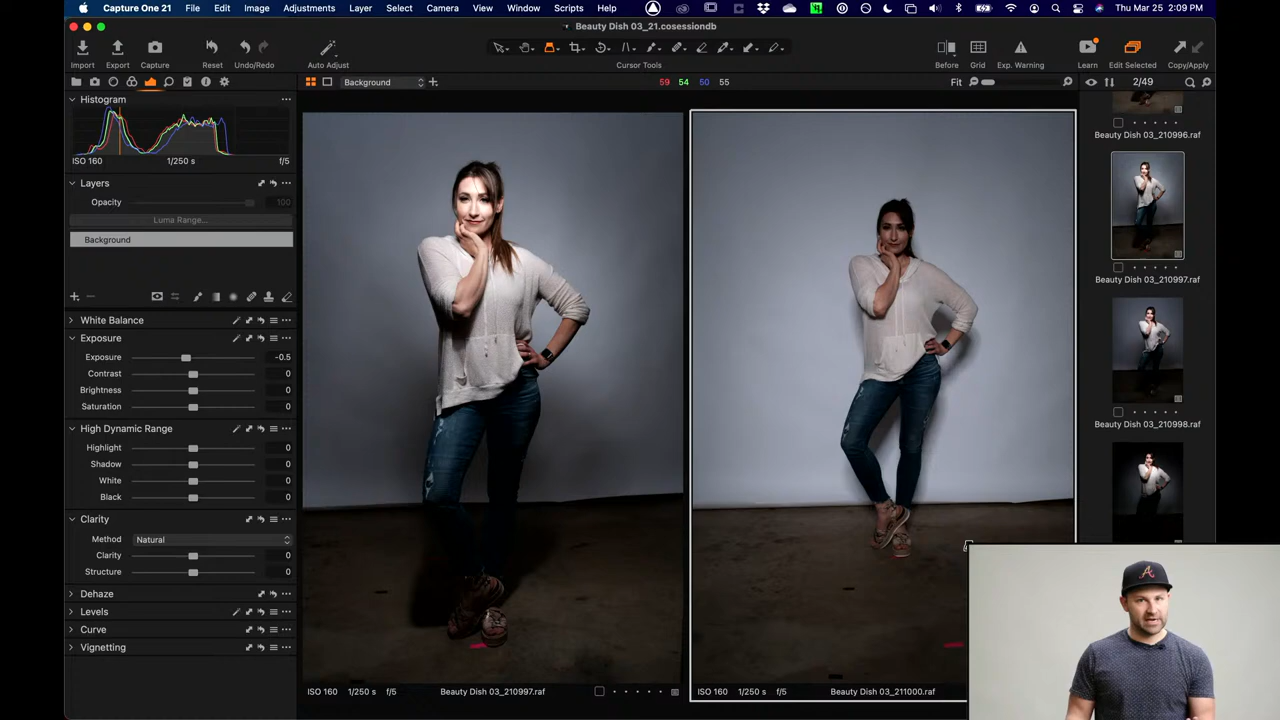 Capture One 21 File Edit Image Adjustments Layer Select Camera View Window Scripts Help Thu Mar 25 2:09 PM
Beauty Dish 03_21.cosessiondb
Import Export Capture Reset Undo/Redo Auto Adjust Cursor Tools Before Grid Exp. Warning Learn Edit Selected Copy/Apply
Background 59 54 50 55 Fit 2/49
Histogram
ISO 160 1/250 s f/5
Layers
Opacity 100
Luma Range...
Background
White Balance
Exposure
Exposure -0.5
Contrast 0
Brightness 0
Saturation 0
High Dynamic Range
Highlight 0
Shadow 0
White 0
Black 0
Clarity
Method Natural
Clarity 0
Structure 0
Dehaze
Levels
Curve
Vignetting
ISO 160 1/250 s f/5 Beauty Dish 03_210997.raf
ISO 160 1/250 s f/5 Beauty Dish 03_211000.raf
Beauty Dish 03_210996.raf
Beauty Dish 03_210997.raf
Beauty Dish 03_210998.raf